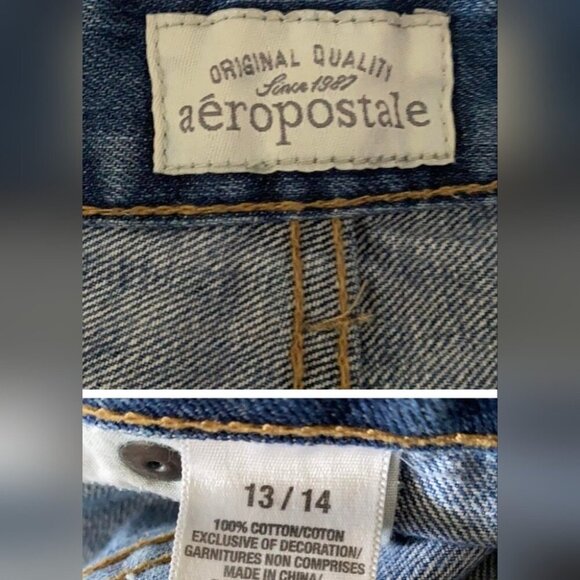 ORIGINAL QUALITY
Since 1987
aéropostale
13/14
100% COTTON/COTON
EXCLUSIVE OF DECORATION/
GARNITURES NON COMPRISES
MADE IN CHINA/